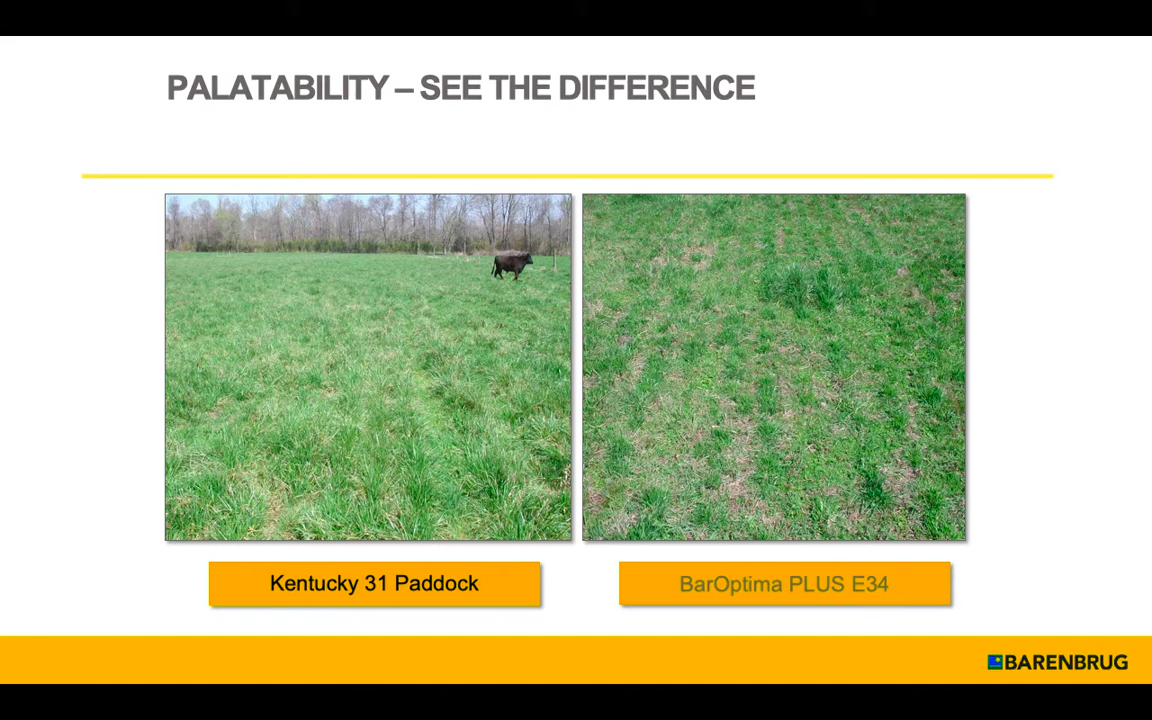 PALATABILITY – SEE THE DIFFERENCE
Kentucky 31 Paddock
BarOptima PLUS E34
BARENBRUG